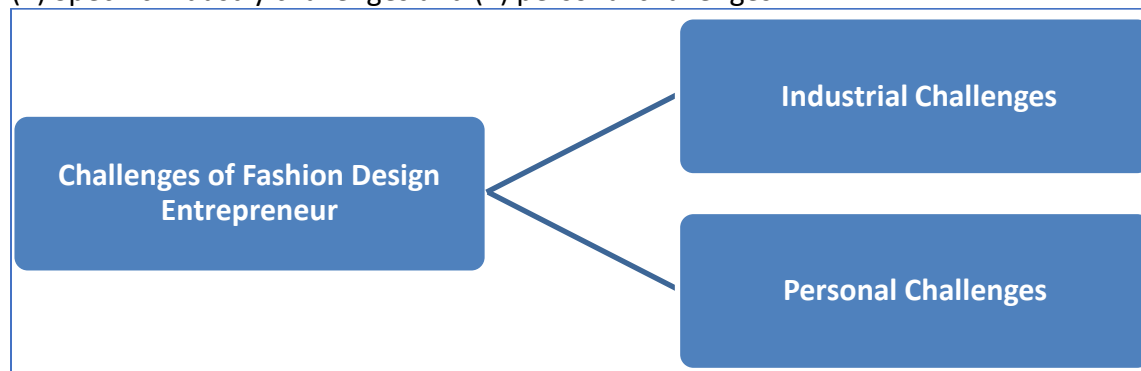 Industrial Challenges
Challenges of Fashion Design
Entrepreneur
Personal Challenges